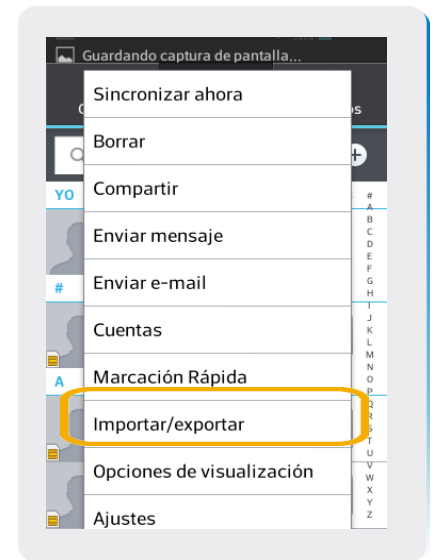 Guardando captura de pantalla...
Sincronizar ahora
Borrar
Compartir
Enviar mensaje
Enviar e-mail
Cuentas
Marcación Rápida
Importar/exportar
Opciones de visualización
Ajustes
YO
#
A
#
A
B
C
D
E
F
G
H
I
J
K
L
M
N
O
P
Q
R
S
T
U
V
W
X
Y
Z